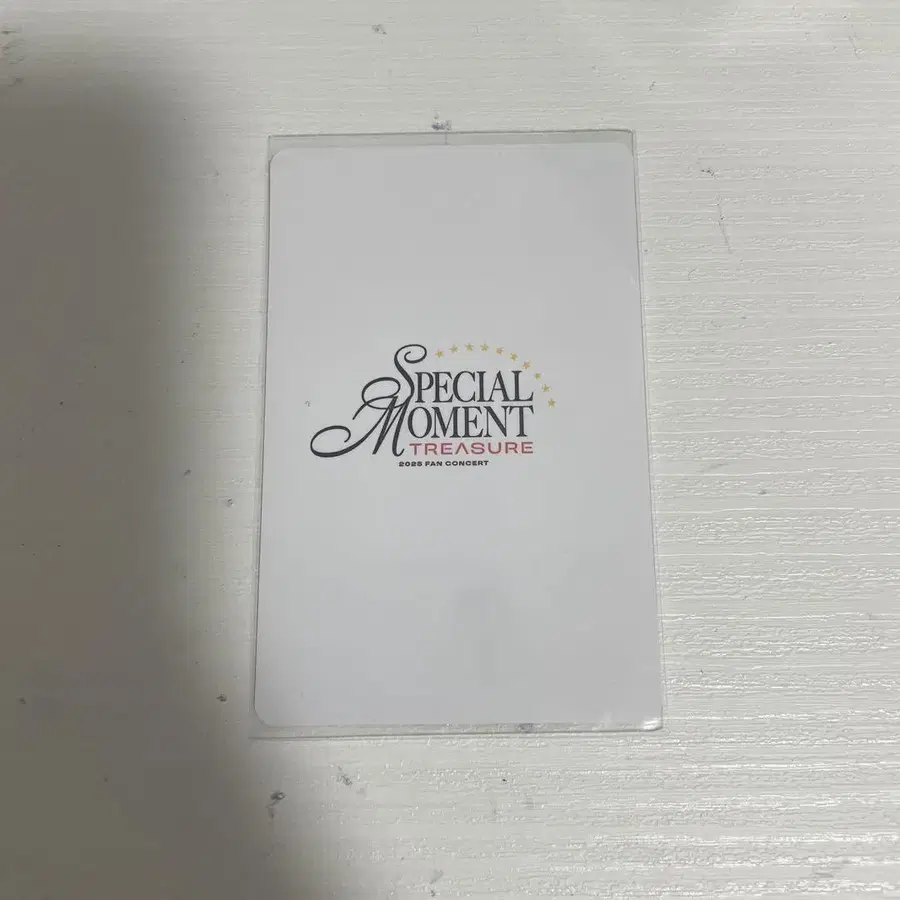 SPECIAL
MOMENT
TREASURE
2025 FAN CONCERT